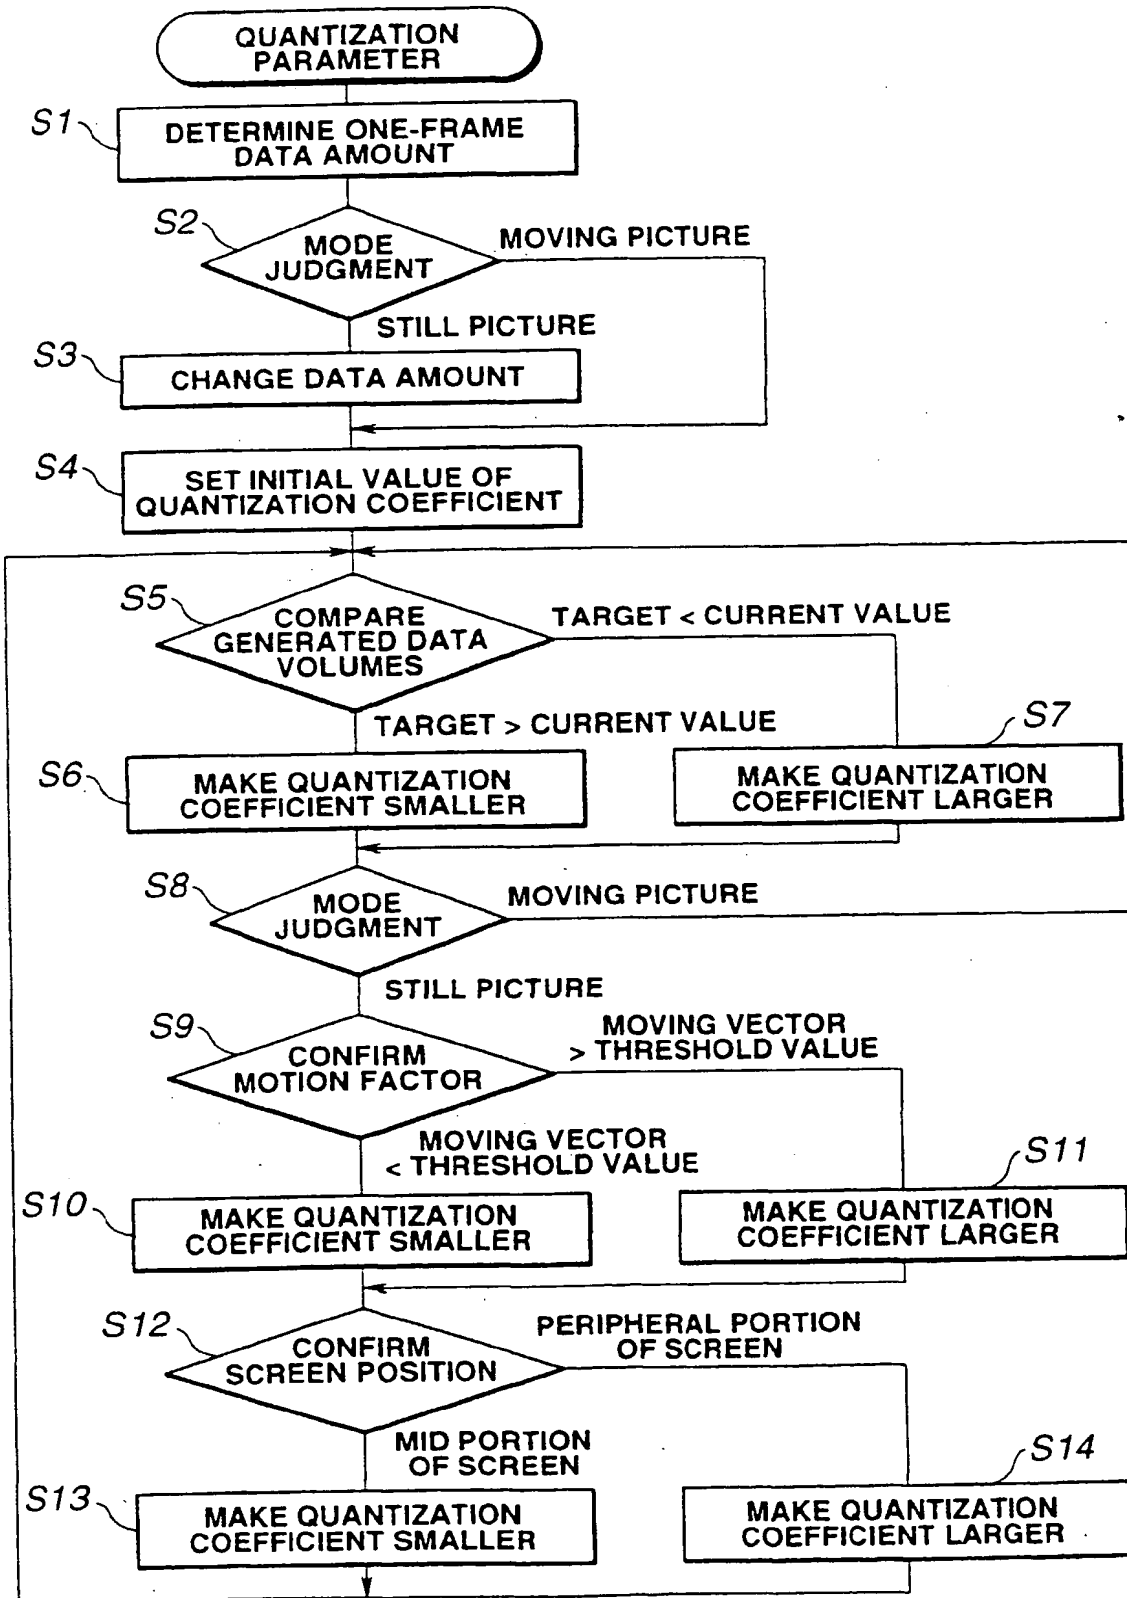 QUANTIZATION
PARAMETER
S1
DETERMINE ONE-FRAME
DATA AMOUNT
S2
MODE
JUDGMENT
MOVING PICTURE
STILL PICTURE
S3
CHANGE DATA AMOUNT
S4
SET INITIAL VALUE OF
QUANTIZATION COEFFICIENT
S5
COMPARE
GENERATED DATA
VOLUMES
TARGET < CURRENT VALUE
TARGET > CURRENT VALUE
S6
MAKE QUANTIZATION
COEFFICIENT SMALLER
S7
MAKE QUANTIZATION
COEFFICIENT LARGER
S8
MODE
JUDGMENT
MOVING PICTURE
STILL PICTURE
S9
CONFIRM
MOTION FACTOR
MOVING VECTOR
> THRESHOLD VALUE
MOVING VECTOR
< THRESHOLD VALUE
S10
MAKE QUANTIZATION
COEFFICIENT SMALLER
S11
MAKE QUANTIZATION
COEFFICIENT LARGER
S12
CONFIRM
SCREEN POSITION
PERIPHERAL PORTION
OF SCREEN
MID PORTION
OF SCREEN
S13
MAKE QUANTIZATION
COEFFICIENT SMALLER
S14
MAKE QUANTIZATION
COEFFICIENT LARGER